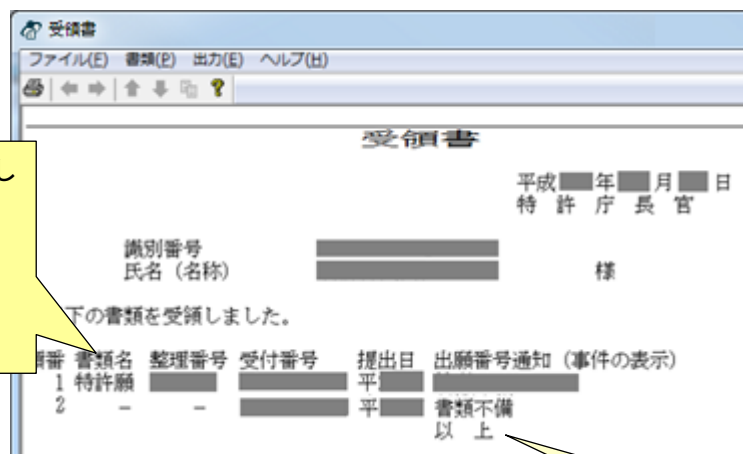 受領書
ファイル(F) 書類(P) 出力(E) ヘルプ(H)
受領書
平成 年 月 日
特 許 庁 長 官
識別番号
氏名(名称) 様
下の書類を受領しました。
番 書類名 整理番号 受付番号 提出日 出願番号通知(事件の表示)
1 特許願 平
2 － － 平 書類不備
以 上